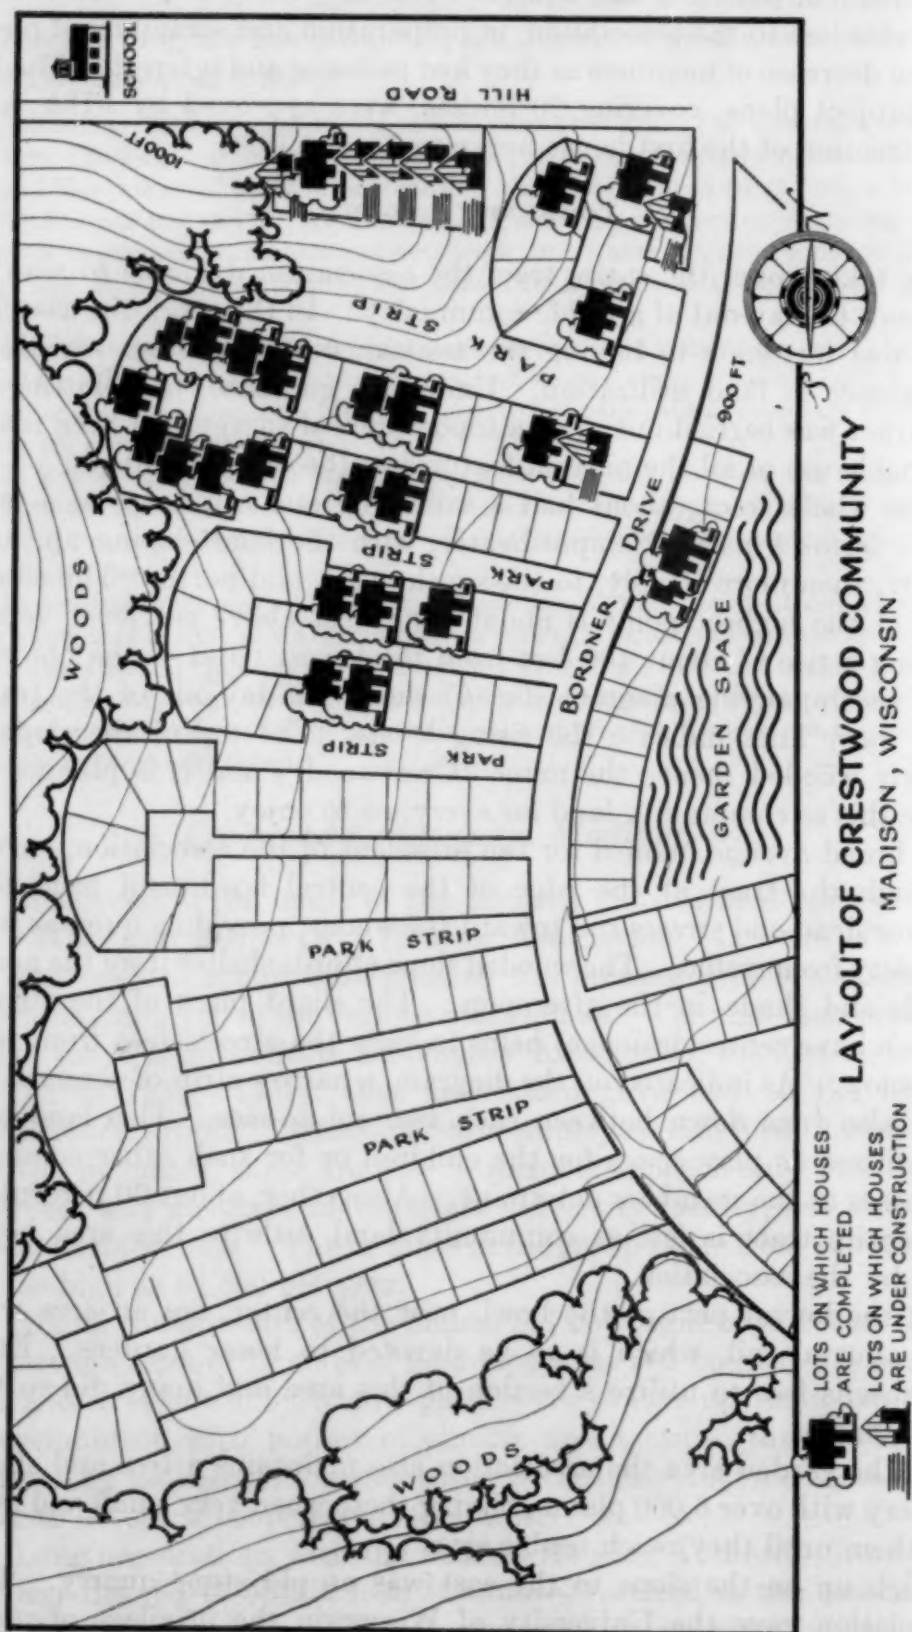 SCHOOL
HILL ROAD
1000 FT
WOODS
PARK STRIP
PARK STRIP
PARK STRIP
PARK STRIP
PARK STRIP
BORDNER DRIVE
900 FT
GARDEN SPACE
WOODS
N
S
LAY-OUT OF CRESTWOOD COMMUNITY
MADISON, WISCONSIN
LOTS ON WHICH HOUSES
ARE COMPLETED
LOTS ON WHICH HOUSES
ARE UNDER CONSTRUCTION